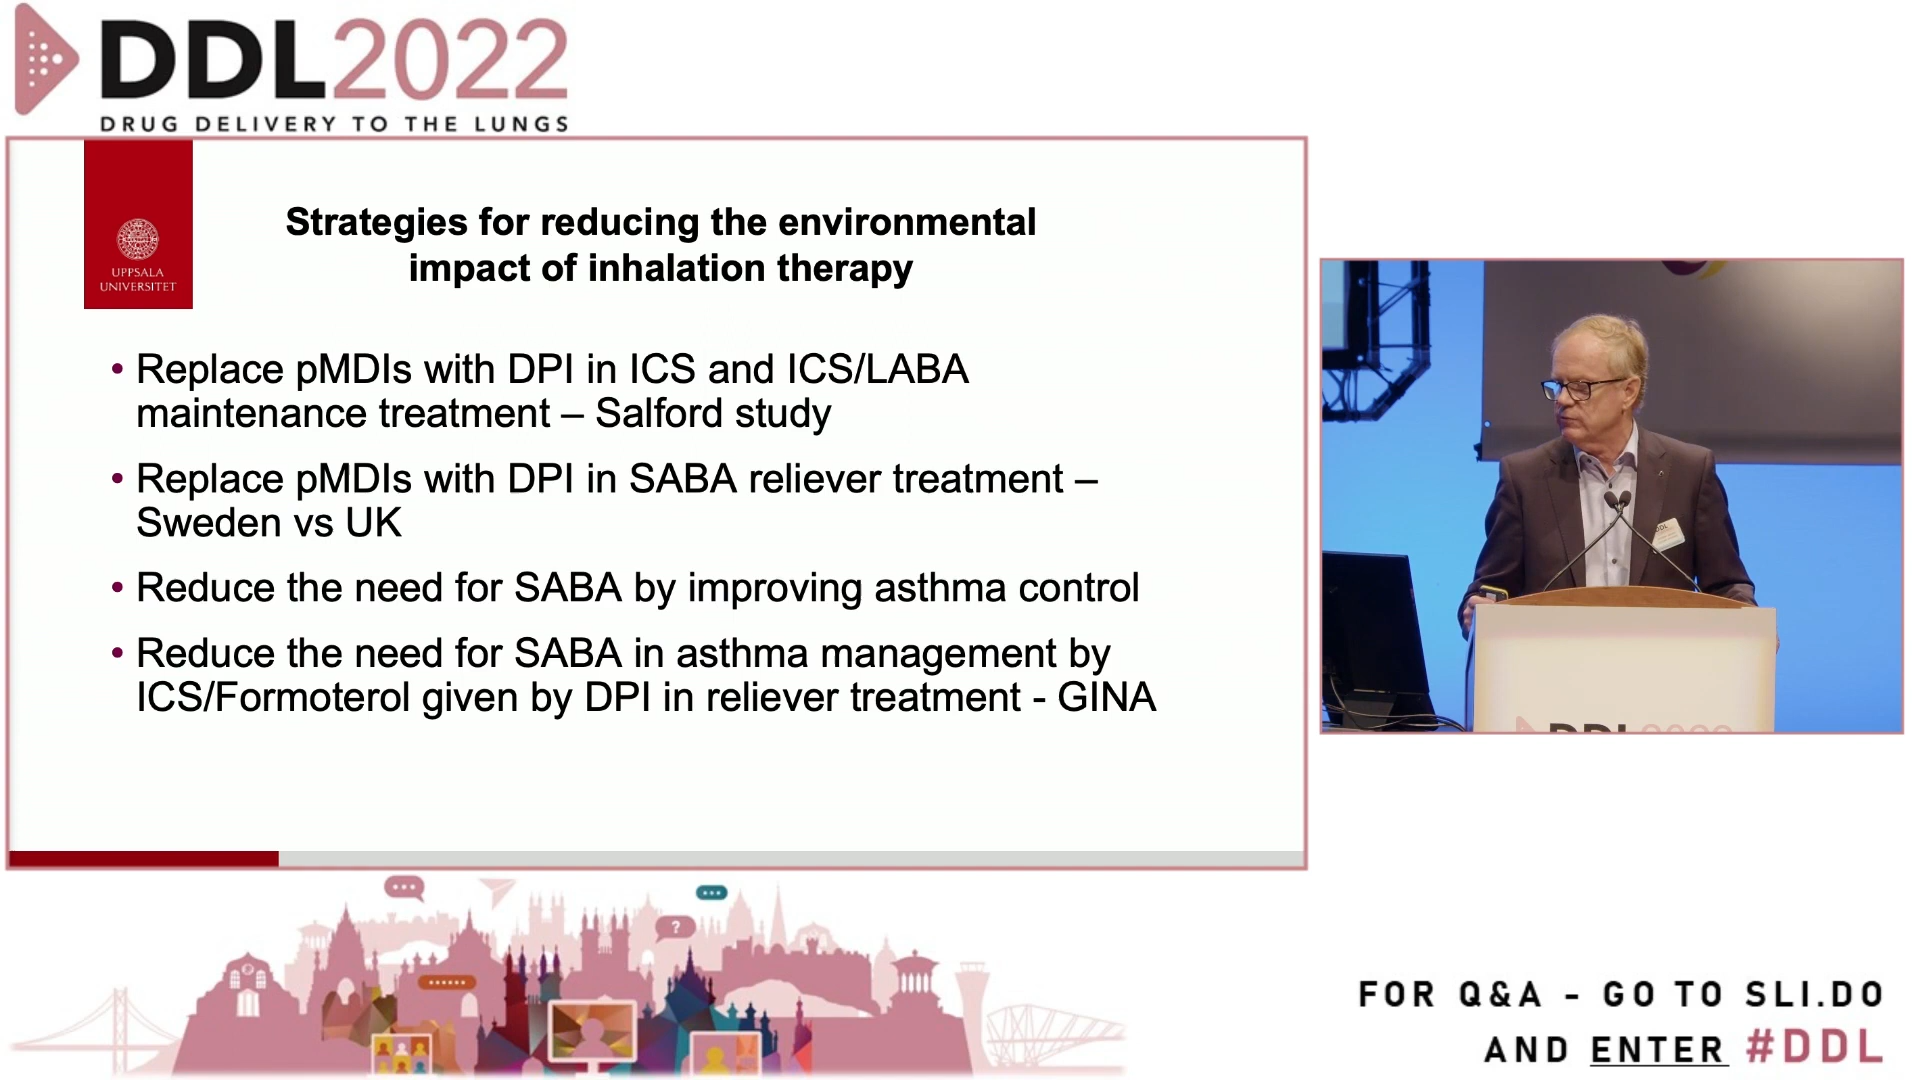 DDL2022
DRUG DELIVERY TO THE LUNGS
UPPSALA
UNIVERSITET
Strategies for reducing the environmental
impact of inhalation therapy
• Replace pMDIs with DPI in ICS and ICS/LABA
maintenance treatment – Salford study
• Replace pMDIs with DPI in SABA reliever treatment –
Sweden vs UK
• Reduce the need for SABA by improving asthma control
• Reduce the need for SABA in asthma management by
ICS/Formoterol given by DPI in reliever treatment - GINA
DDL
DDL2022
?
FOR Q&A - GO TO SLI.DO
AND ENTER #DDL